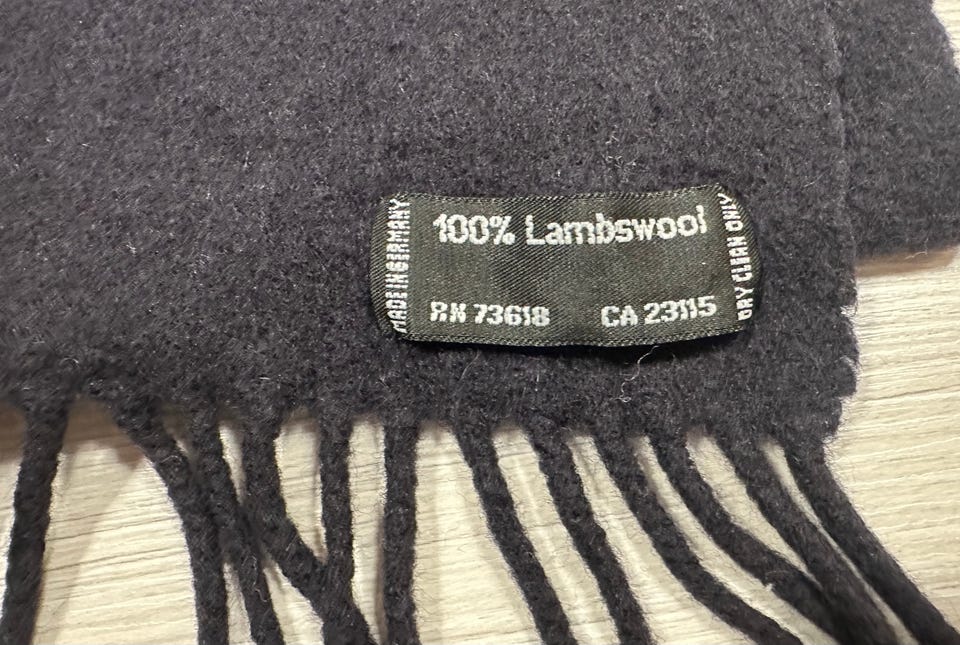 MADE IN GERMANY
100% Lambswool
RN 73618 CA 23115
DRY CLEAN ONLY